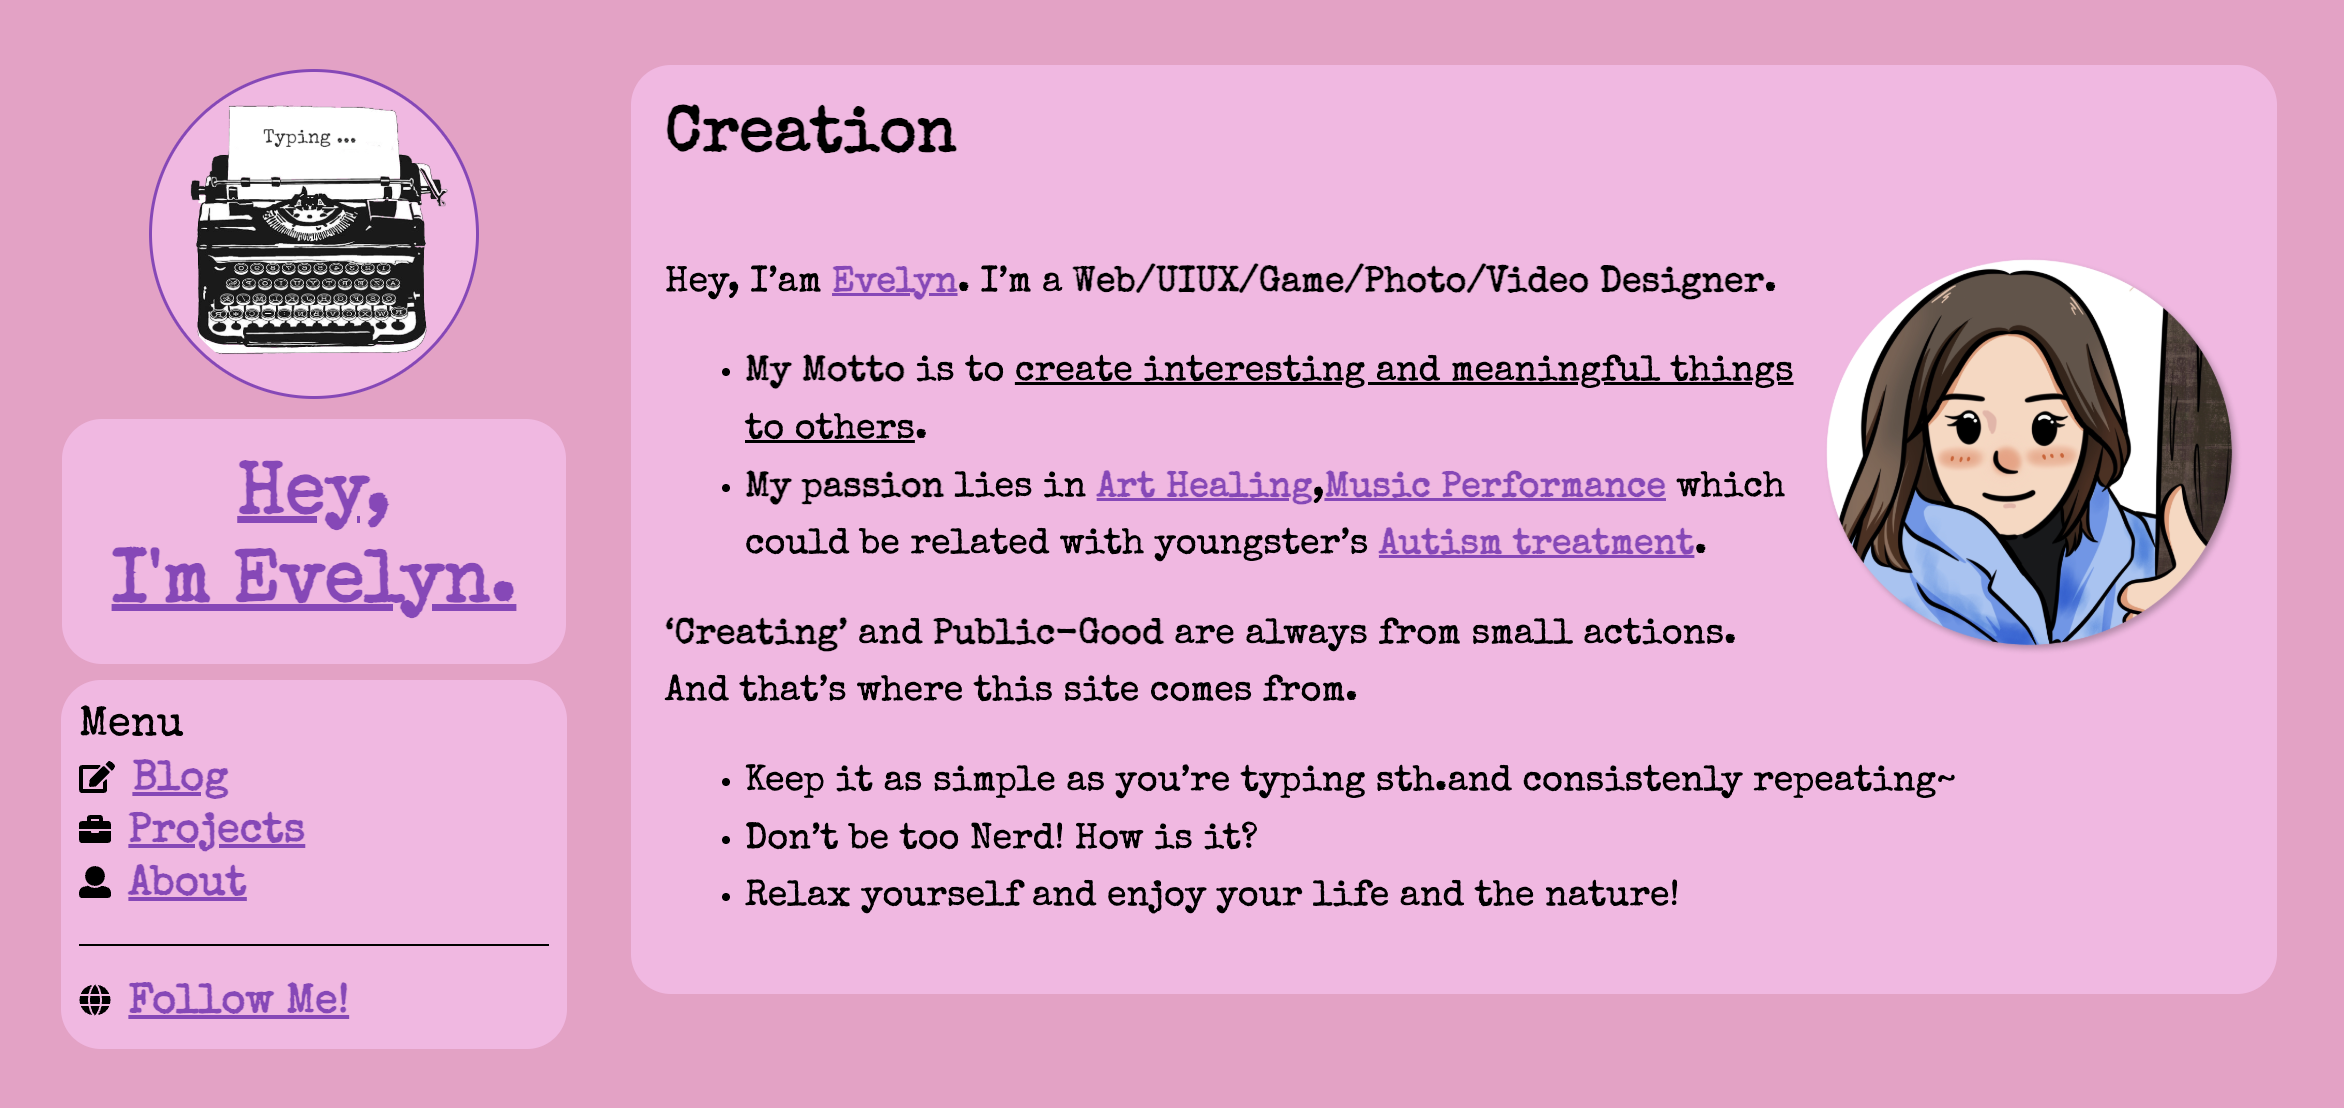 Typing ...
Hey,
I'm Evelyn.
Menu
Blog
Projects
About
Follow Me!
Creation
Hey, I’am Evelyn. I’m a Web/UIUX/Game/Photo/Video Designer.
My Motto is to create interesting and meaningful things
to others.
My passion lies in Art Healing,Music Performance which
could be related with youngster’s Autism treatment.
‘Creating’ and Public-Good are always from small actions.
And that’s where this site comes from.
Keep it as simple as you’re typing sth.and consistenly repeating~
Don’t be too Nerd! How is it?
Relax yourself and enjoy your life and the nature!